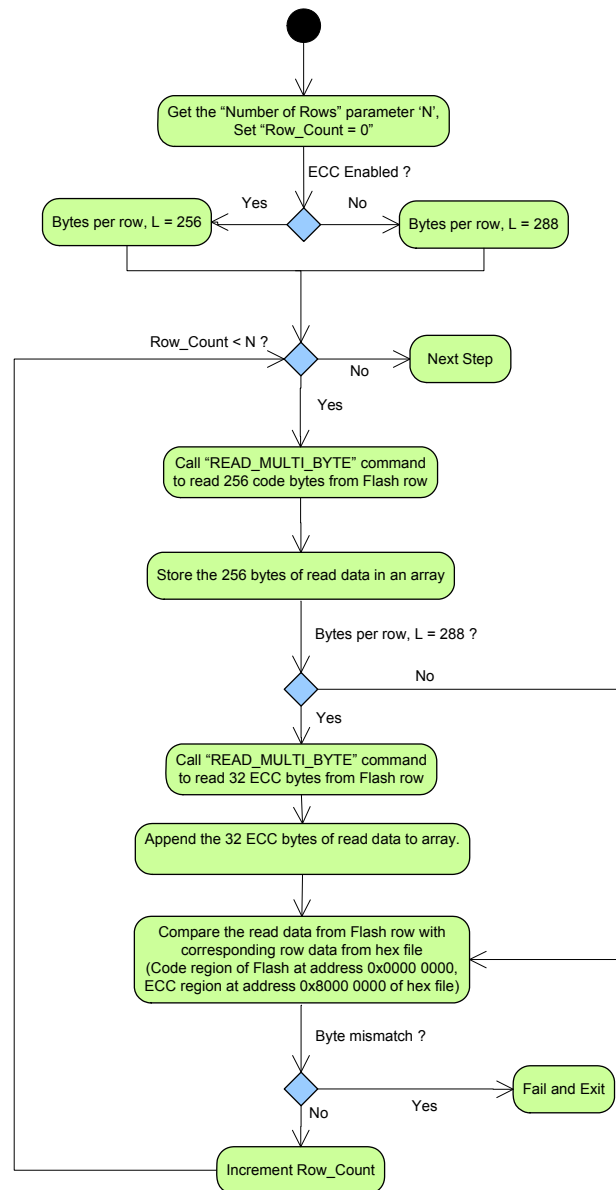 Get the “Number of Rows” parameter ‘N’,
Set “Row_Count = 0”
ECC Enabled ?
Yes
No
Bytes per row, L = 256
Bytes per row, L = 288
Row_Count < N ?
No
Next Step
Yes
Call “READ_MULTI_BYTE” command
to read 256 code bytes from Flash row
Store the 256 bytes of read data in an array
Bytes per row, L = 288 ?
No
Yes
Call “READ_MULTI_BYTE” command
to read 32 ECC bytes from Flash row
Append the 32 ECC bytes of read data to array.
Compare the read data from Flash row with
corresponding row data from hex file
(Code region of Flash at address 0x0000 0000,
ECC region at address 0x8000 0000 of hex file)
Byte mismatch ?
Fail and Exit
No
Yes
Increment Row_Count